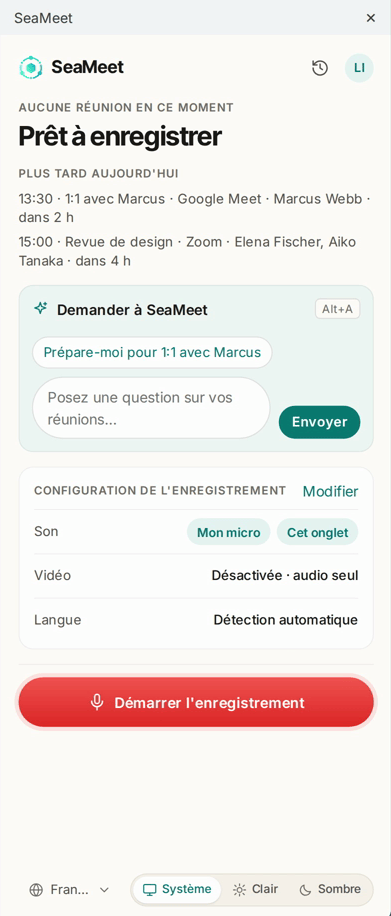 SeaMeet
SeaMeet
LI
AUCUNE RÉUNION EN CE MOMENT
Prêt à enregistrer
PLUS TARD AUJOURD'HUI
13:30 · 1:1 avec Marcus · Google Meet · Marcus Webb ·
dans 2 h
15:00 · Revue de design · Zoom · Elena Fischer, Aiko
Tanaka · dans 4 h
Demander à SeaMeet
Alt+A
Prépare-moi pour 1:1 avec Marcus
Posez une question sur vos
réunions...
Envoyer
CONFIGURATION DE L'ENREGISTREMENT
Modifier
Son
Mon micro
Cet onglet
Vidéo
Désactivée · audio seul
Langue
Détection automatique
Démarrer l'enregistrement
Fran...
Système
Clair
Sombre